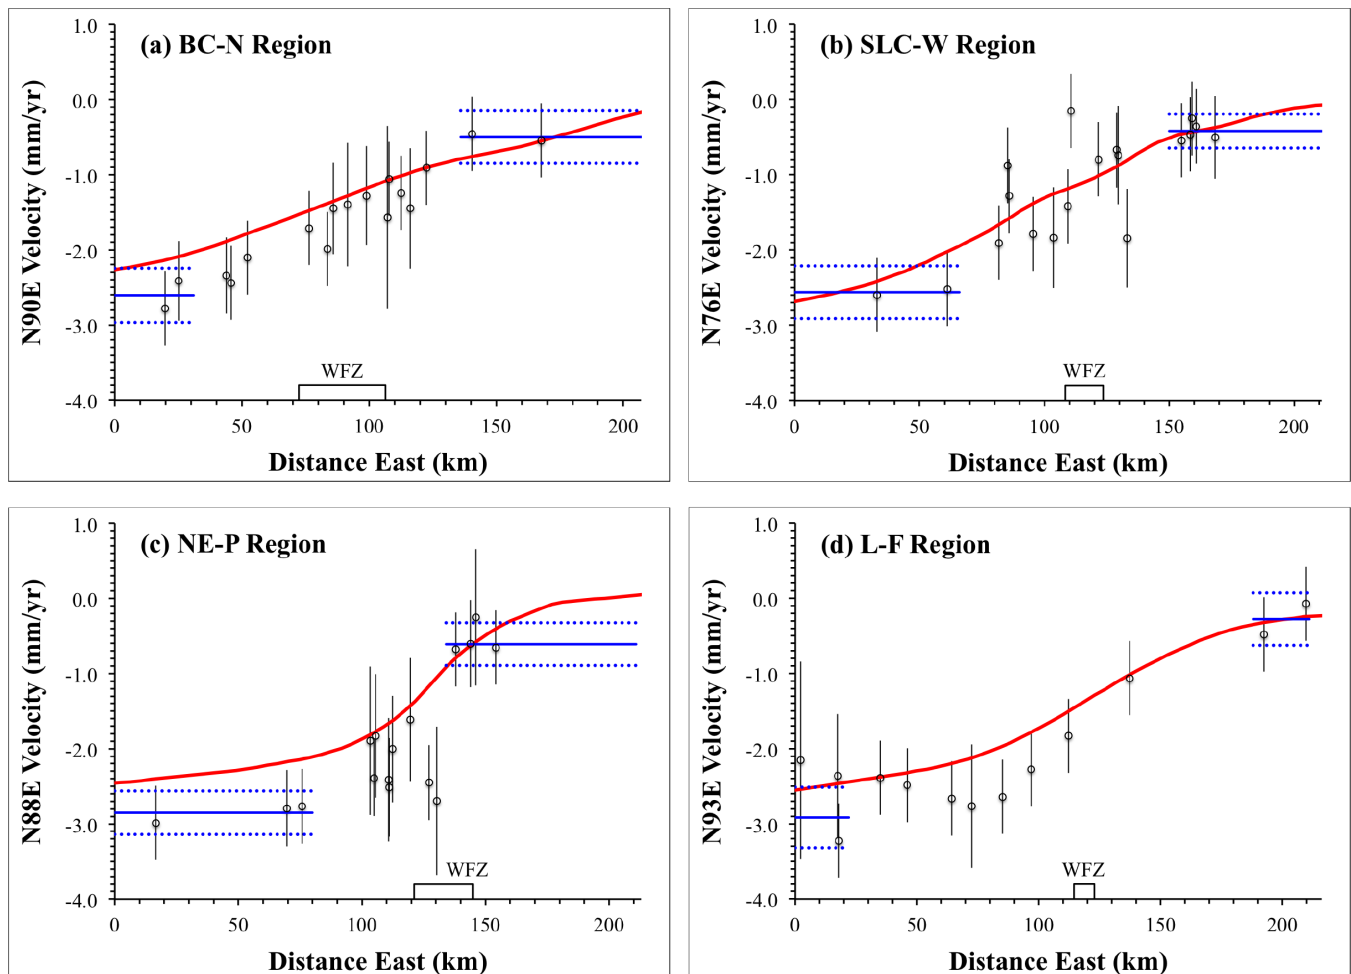 (a) BC-N Region
N90E Velocity (mm/yr)
1.0
0.0
-1.0
-2.0
-3.0
-4.0
WFZ
0 50 100 150 200
Distance East (km)
(b) SLC-W Region
N76E Velocity (mm/yr)
1.0
0.0
-1.0
-2.0
-3.0
-4.0
WFZ
0 50 100 150 200
Distance East (km)
(c) NE-P Region
N88E Velocity (mm/yr)
1.0
0.0
-1.0
-2.0
-3.0
-4.0
WFZ
0 50 100 150 200
Distance East (km)
(d) L-F Region
N93E Velocity (mm/yr)
1.0
0.0
-1.0
-2.0
-3.0
-4.0
WFZ
0 50 100 150 200
Distance East (km)